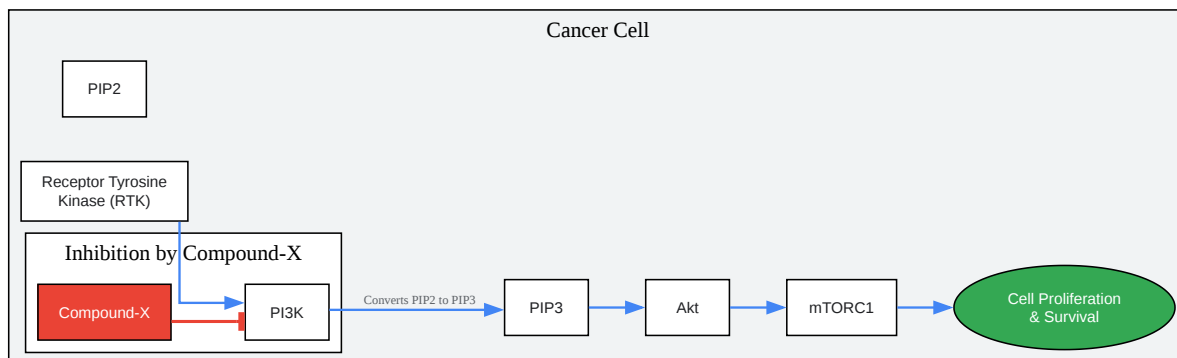 Cancer Cell
PIP2
Receptor Tyrosine
Kinase (RTK)
Inhibition by Compound-X
Compound-X
PI3K
Converts PIP2 to PIP3
PIP3
Akt
mTORC1
Cell Proliferation
& Survival